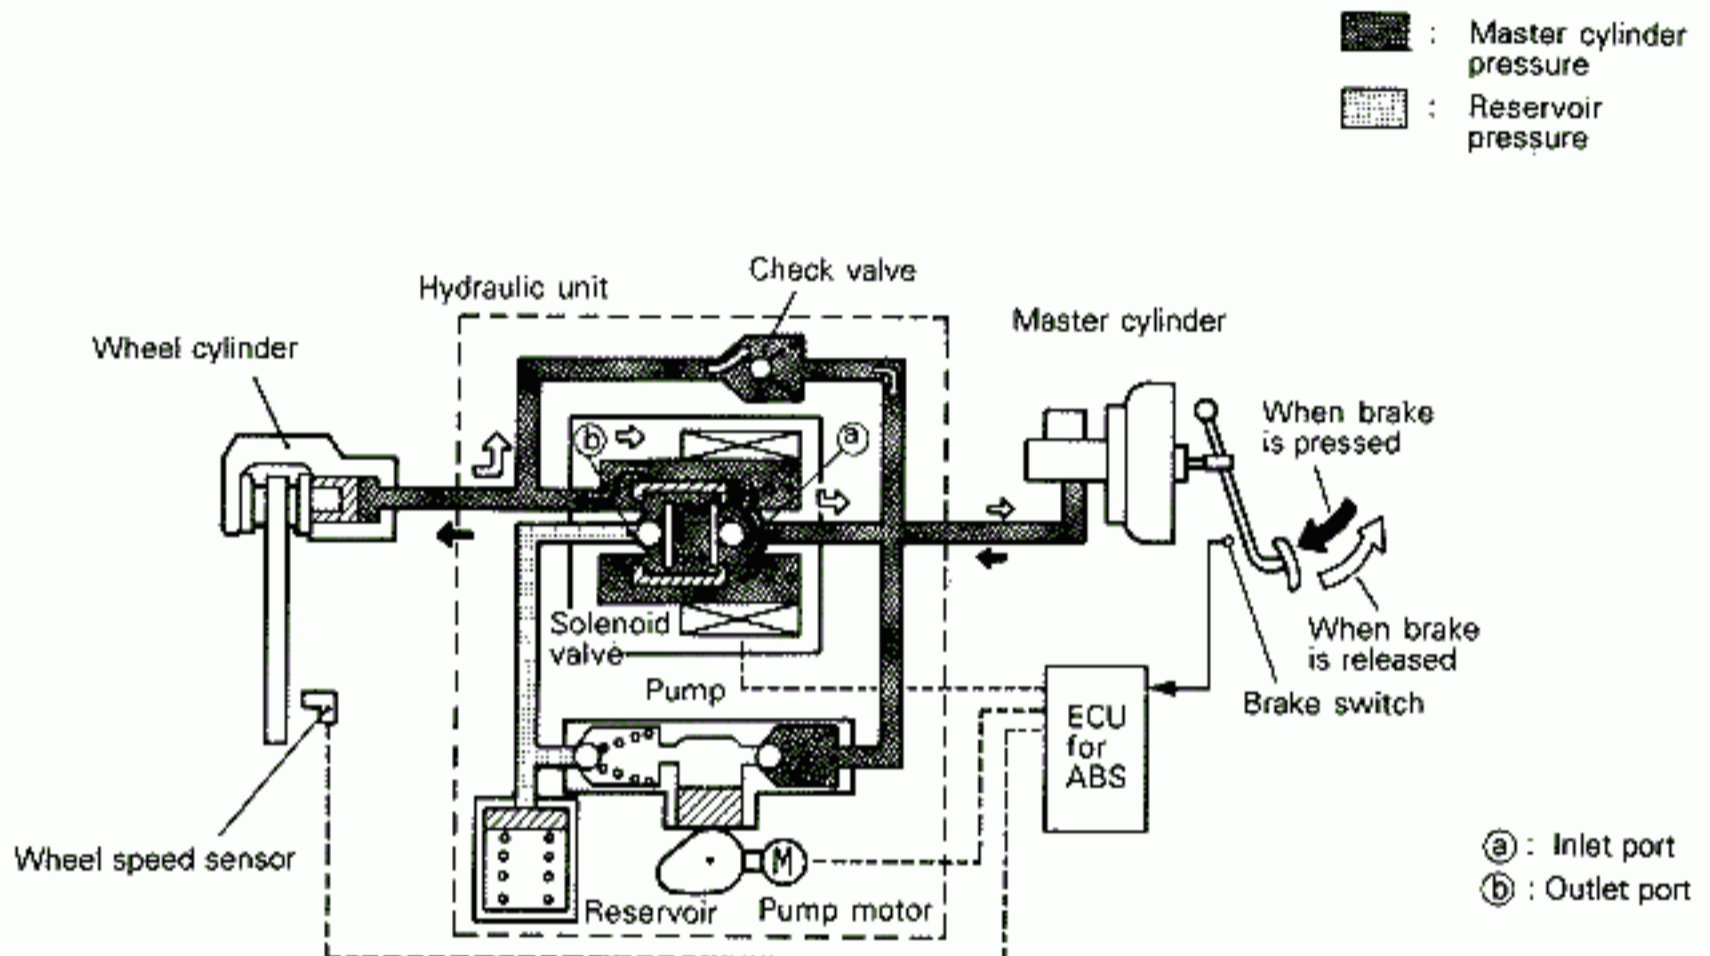 : Master cylinder
pressure
: Reservoir
pressure
Check valve
Hydraulic unit
Master cylinder
Wheel cylinder
When brake
is pressed
b
a
Solenoid
valve
When brake
is released
Pump
Brake switch
ECU
for
ABS
Wheel speed sensor
M
Reservoir
Pump motor
a : Inlet port
b : Outlet port